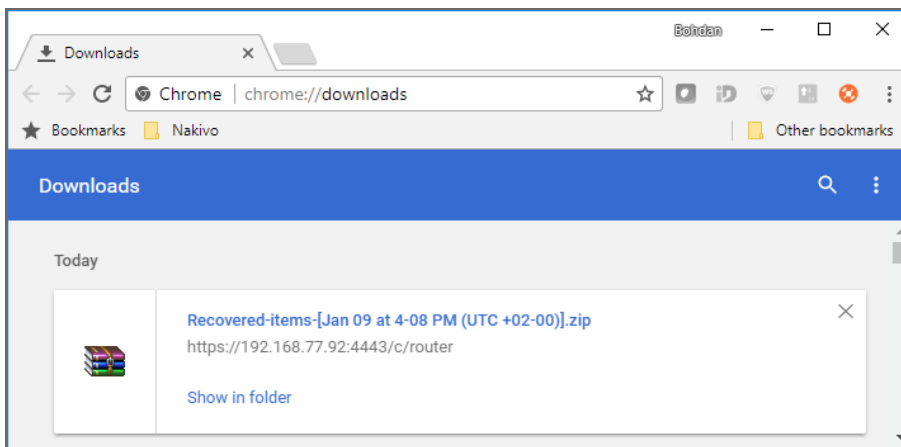 Bohdan
Downloads
Chrome chrome://downloads
Bookmarks Nakivo Other bookmarks
Downloads
Today
Recovered-items-[Jan 09 at 4-08 PM (UTC +02-00)].zip
https://192.168.77.92:4443/c/router
Show in folder